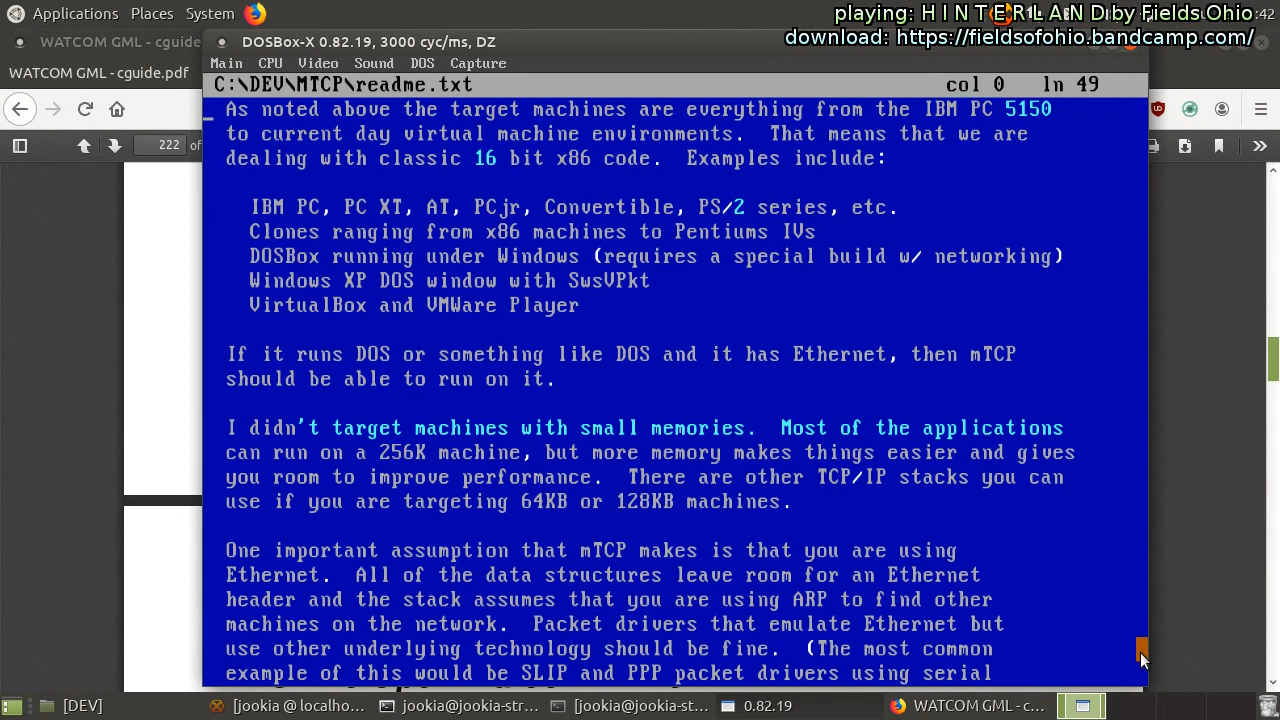 Applications Places System
playing: H I N T E R L A N D by Fields Ohio
:42
download: https://fieldsofohio.bandcamp.com/
WATCOM GML - cguide
DOSBox-X 0.82.19, 3000 cyc/ms, DZ
WATCOM GML - cguide.pdf
Main CPU Video Sound DOS Capture
C:\DEV\MTCP\readme.txt col 0 ln 49
222 of
As noted above the target machines are everything from the IBM PC 5150
to current day virtual machine environments. That means that we are
dealing with classic 16 bit x86 code. Examples include:
IBM PC, PC XT, AT, PCjr, Convertible, PS/2 series, etc.
Clones ranging from x86 machines to Pentiums IVs
DOSBox running under Windows (requires a special build w/ networking)
Windows XP DOS window with SwsVPkt
VirtualBox and VMWare Player
If it runs DOS or something like DOS and it has Ethernet, then mTCP
should be able to run on it.
I didn't target machines with small memories. Most of the applications
can run on a 256K machine, but more memory makes things easier and gives
you room to improve performance. There are other TCP/IP stacks you can
use if you are targeting 64KB or 128KB machines.
One important assumption that mTCP makes is that you are using
Ethernet. All of the data structures leave room for an Ethernet
header and the stack assumes that you are using ARP to find other
machines on the network. Packet drivers that emulate Ethernet but
use other underlying technology should be fine. (The most common
example of this would be SLIP and PPP packet drivers using serial
[DEV] [jookia @ localho... jookia@jookia-str... [jookia@jookia-st... 0.82.19 WATCOM GML - c...